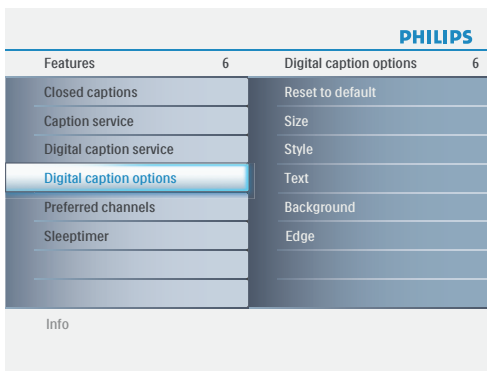 PHILIPS
Features 6
Closed captions
Caption service
Digital caption service
Digital caption options
Preferred channels
Sleeptimer
Digital caption options 6
Reset to default
Size
Style
Text
Background
Edge
Info